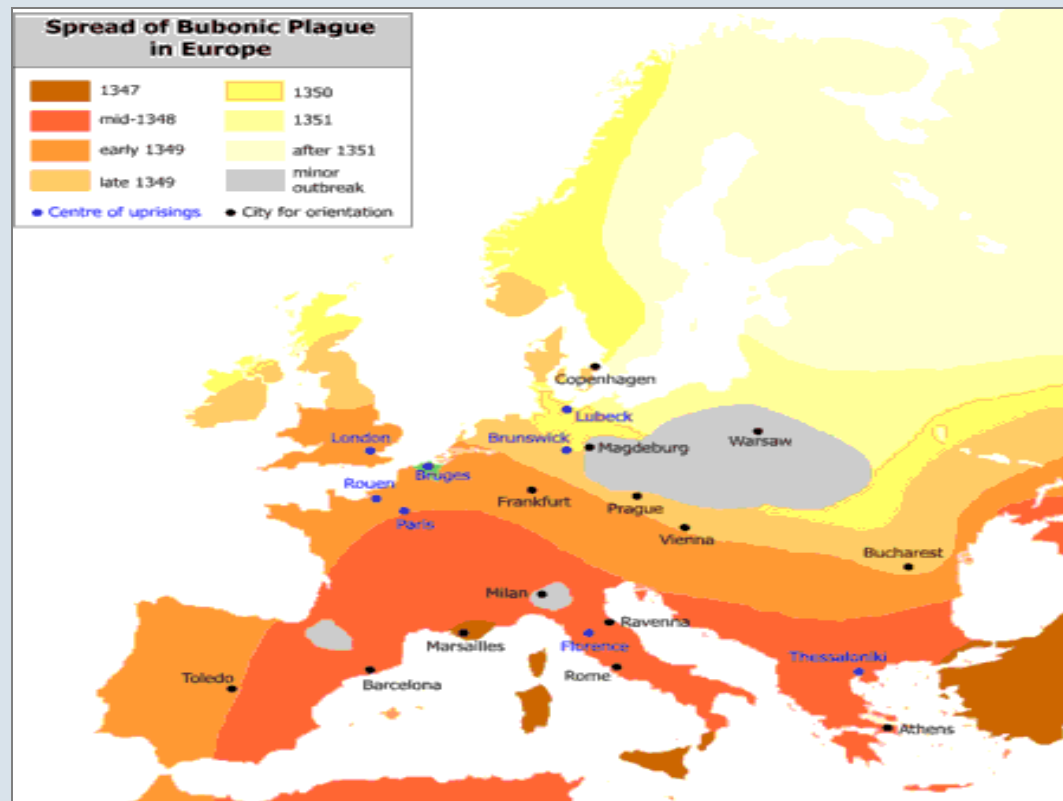 Spread of Bubonic Plague
in Europe
1347
mid-1348
early 1349
late 1349
1350
1351
after 1351
minor
outbreak
Centre of uprisings
City for orientation
Copenhagen
Lubeck
London
Brunswick
Magdeburg
Warsaw
Bruges
Rouen
Frankfurt
Prague
Paris
Vienna
Bucharest
Milan
Ravenna
Marsailles
Florence
Thessaloniki
Rome
Toledo
Barcelona
Athens